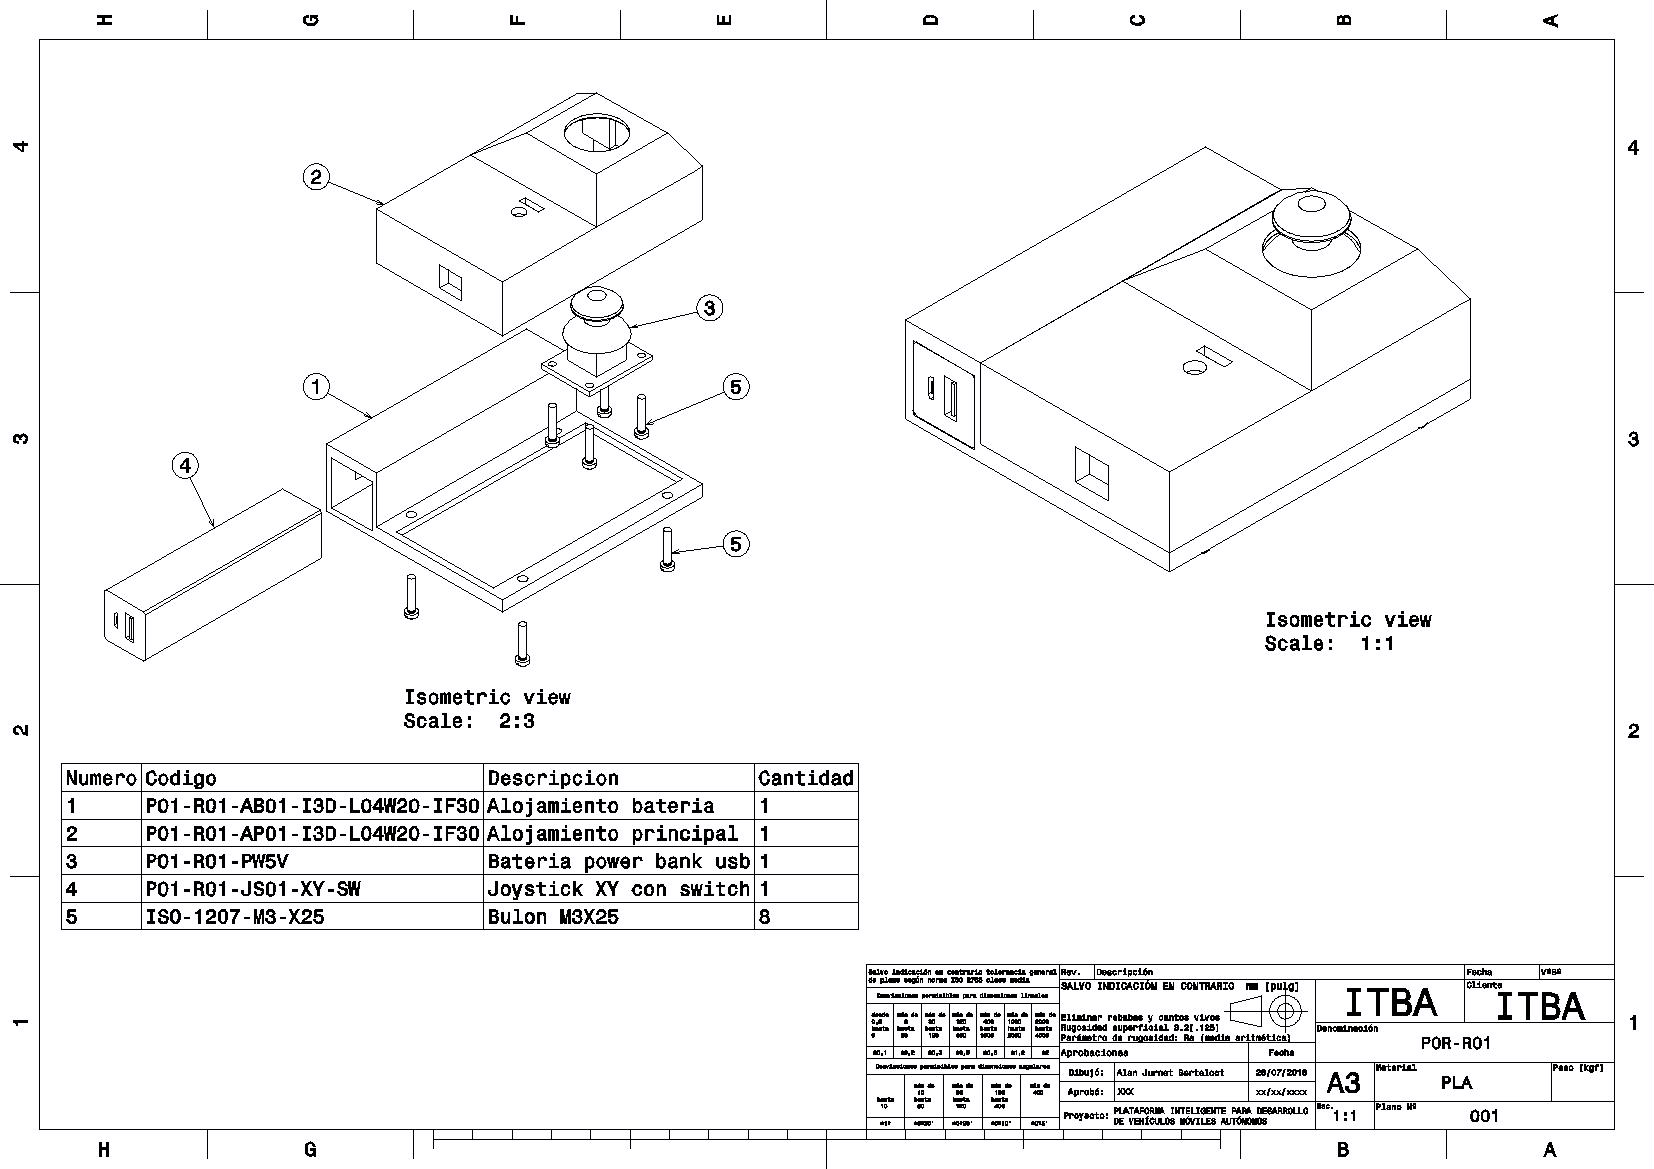 H G F E D C B A
4 4
2
3
1
5
4
5
3 3
Isometric view
Scale: 2:3
Isometric view
Scale: 1:1
2 2
Numero Codigo Descripcion Cantidad
1 P01-R01-AB01-I3D-L04W20-IF30 Alojamiento bateria 1
2 P01-R01-AP01-I3D-L04W20-IF30 Alojamiento principal 1
3 P01-R01-PW5V Bateria power bank usb 1
4 P01-R01-JS01-XY-SW Joystick XY con switch 1
5 ISO-1207-M3-X25 Bulon M3X25 8
1 1
Salvo indicación en contrario tolerancia general
de plano según norma ISO 2768 clase media
Desviaciones permisibles para dimensiones lineales
Desviaciones permisibles para dimensiones angulares
Rev. Descripción Fecha
SALVO INDICACIÓN EN CONTRARIO mm [pulg]
Eliminar rebabas y cantos vivos
Rugosidad superficial 3.2[.125]
Parámetro de rugosidad: Ra (media aritmética)
Aprobaciones Fecha
Dibujó: Alan Jurnet Bertolost 26/07/2018
Aprobó: XXX xx/xx/xxxx
Proyecto: PLATAFORMA INTELIGENTE PARA DESARROLLO
DE VEHÍCULOS MÓVILES AUTÓNOMOS
ITBA
Cliente
ITBA
Denominación
POR-R01
A3
Material
PLA
Peso [kgf]
Esc.
1:1
Plano Nº
001
H G B A